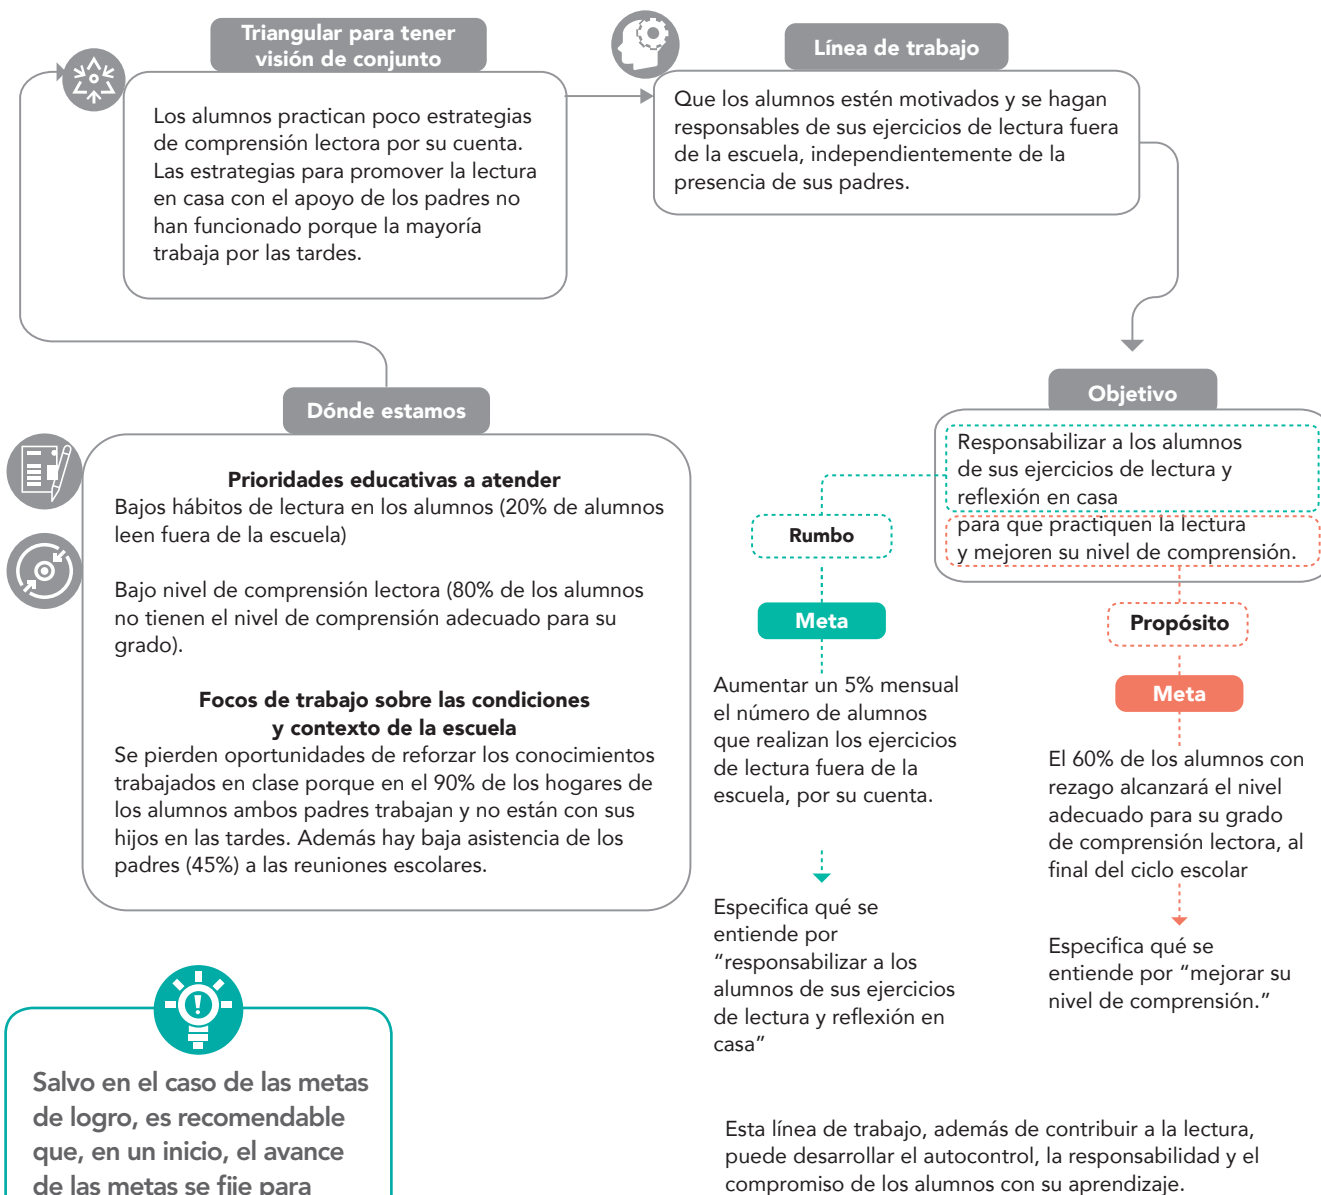 Triangular para tener
visión de conjunto
Los alumnos practican poco estrategias
de comprensión lectora por su cuenta.
Las estrategias para promover la lectura
en casa con el apoyo de los padres no
han funcionado porque la mayoría
trabaja por las tardes.
Línea de trabajo
Que los alumnos estén motivados y se hagan
responsables de sus ejercicios de lectura fuera
de la escuela, independientemente de la
presencia de sus padres.
Dónde estamos
Prioridades educativas a atender
Bajos hábitos de lectura en los alumnos (20% de alumnos
leen fuera de la escuela)
Bajo nivel de comprensión lectora (80% de los alumnos
no tienen el nivel de comprensión adecuado para su
grado).
Focos de trabajo sobre las condiciones
y contexto de la escuela
Se pierden oportunidades de reforzar los conocimientos
trabajados en clase porque en el 90% de los hogares de
los alumnos ambos padres trabajan y no están con sus
hijos en las tardes. Además hay baja asistencia de los
padres (45%) a las reuniones escolares.
Objetivo
Responsabilizar a los alumnos
de sus ejercicios de lectura y
reflexión en casa
para que practiquen la lectura
y mejoren su nivel de comprensión.
Rumbo
Meta
Aumentar un 5% mensual
el número de alumnos
que realizan los ejercicios
de lectura fuera de la
escuela, por su cuenta.
Especifica qué se
entiende por
“responsabilizar a los
alumnos de sus ejercicios
de lectura y reflexión en
casa”
Propósito
Meta
El 60% de los alumnos con
rezago alcanzará el nivel
adecuado para su grado
de comprensión lectora, al
final del ciclo escolar
Especifica qué se
entiende por “mejorar su
nivel de comprensión.”
Salvo en el caso de las metas
de logro, es recomendable
que, en un inicio, el avance
de las metas se fije para
Esta línea de trabajo, además de contribuir a la lectura,
puede desarrollar el autocontrol, la responsabilidad y el
compromiso de los alumnos con su aprendizaje.